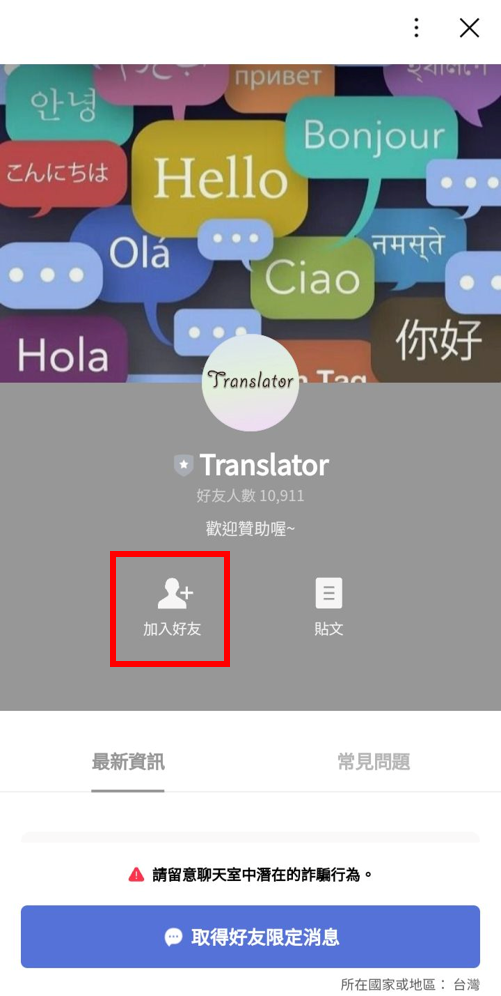 안녕
привет
Bonjour
こんにちは
Hello
Olá
Ciao
नमस्ते
Hola
你好
Translator
Translator
好友人數 10,911
歡迎贊助喔~
加入好友
貼文
最新資訊
常見問題
請留意聊天室中潛在的詐騙行為。
取得好友限定消息
所在國家或地區： 台灣